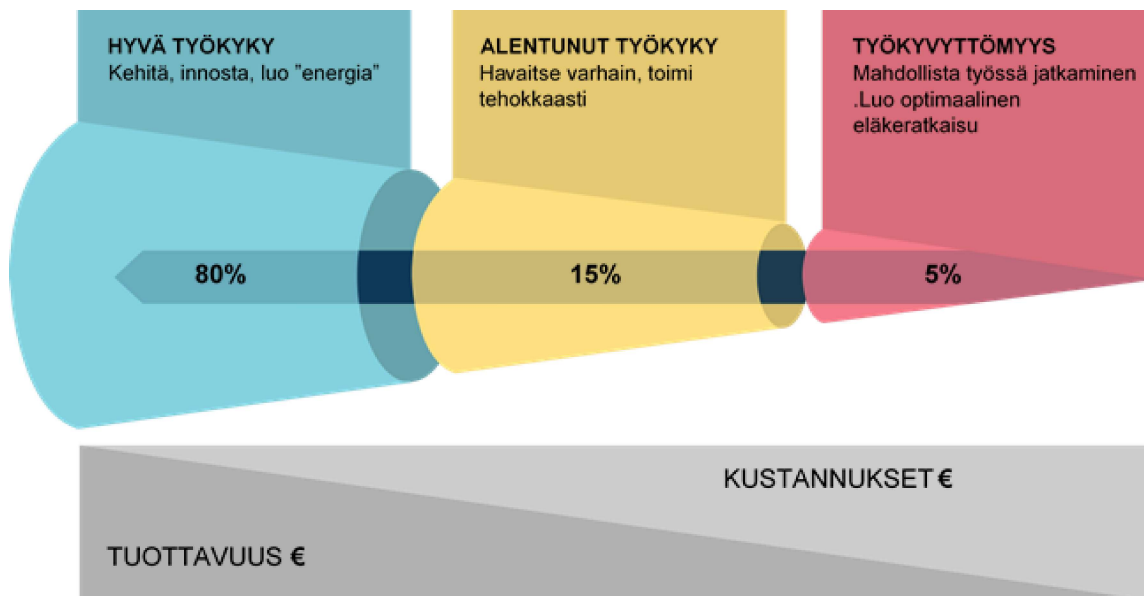 HYVÄ TYÖKYKY
Kehitä, innosta, luo "energia"
ALENTUNUT TYÖKYKY
Havaitse varhain, toimi
tehokkaasti
TYÖKYVYTTÖMYYS
Mahdollista työssä jatkaminen
.Luo optimaalinen
eläkeratkaisu
80%
15%
5%
KUSTANNUKSET €
TUOTTAVUUS €